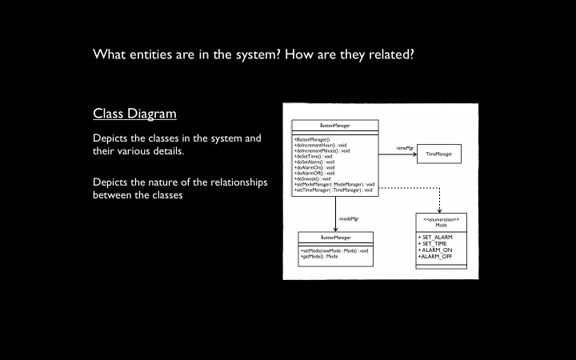 What entities are in the system? How are they related?
Class Diagram
Depicts the classes in the system and
their various details.
Depicts the nature of the relationships
between the classes
ButtonManager
+ButtonManager()
+doIncrementHour() : void
+doIncrementMinute() : void
+doSetTime() : void
+doSetAlarm() : void
+doAlarmOn() : void
+doAlarmOff() : void
+doSnooze() : void
+setModeManager( : ModeManager) : void
+setTimeManager( : TimeManager) : void
-timeMgr
TimeManager
-modeMgr
ButtonManager
+setMode(newMode : Mode) : void
+getMode() : Mode
<<enumeration>>
Mode
+ SET_ALARM
+ SET_TIME
+ ALARM_ON
+ALARM_OFF